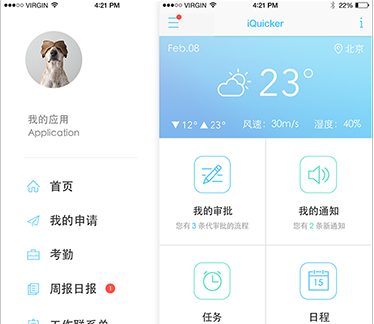 VIRGIN
4:21 PM
我的应用
Application
首页
我的申请
考勤
周报日报
1
工作联系单
VIRGIN
4:21 PM
22%
iQuicker
Feb.08
北京
23°
▼12° ▲23°
风速：30m/s
湿度：40%
我的审批
您有 3 条代审批的流程
我的通知
您有 2 条新通知
任务
15
日程